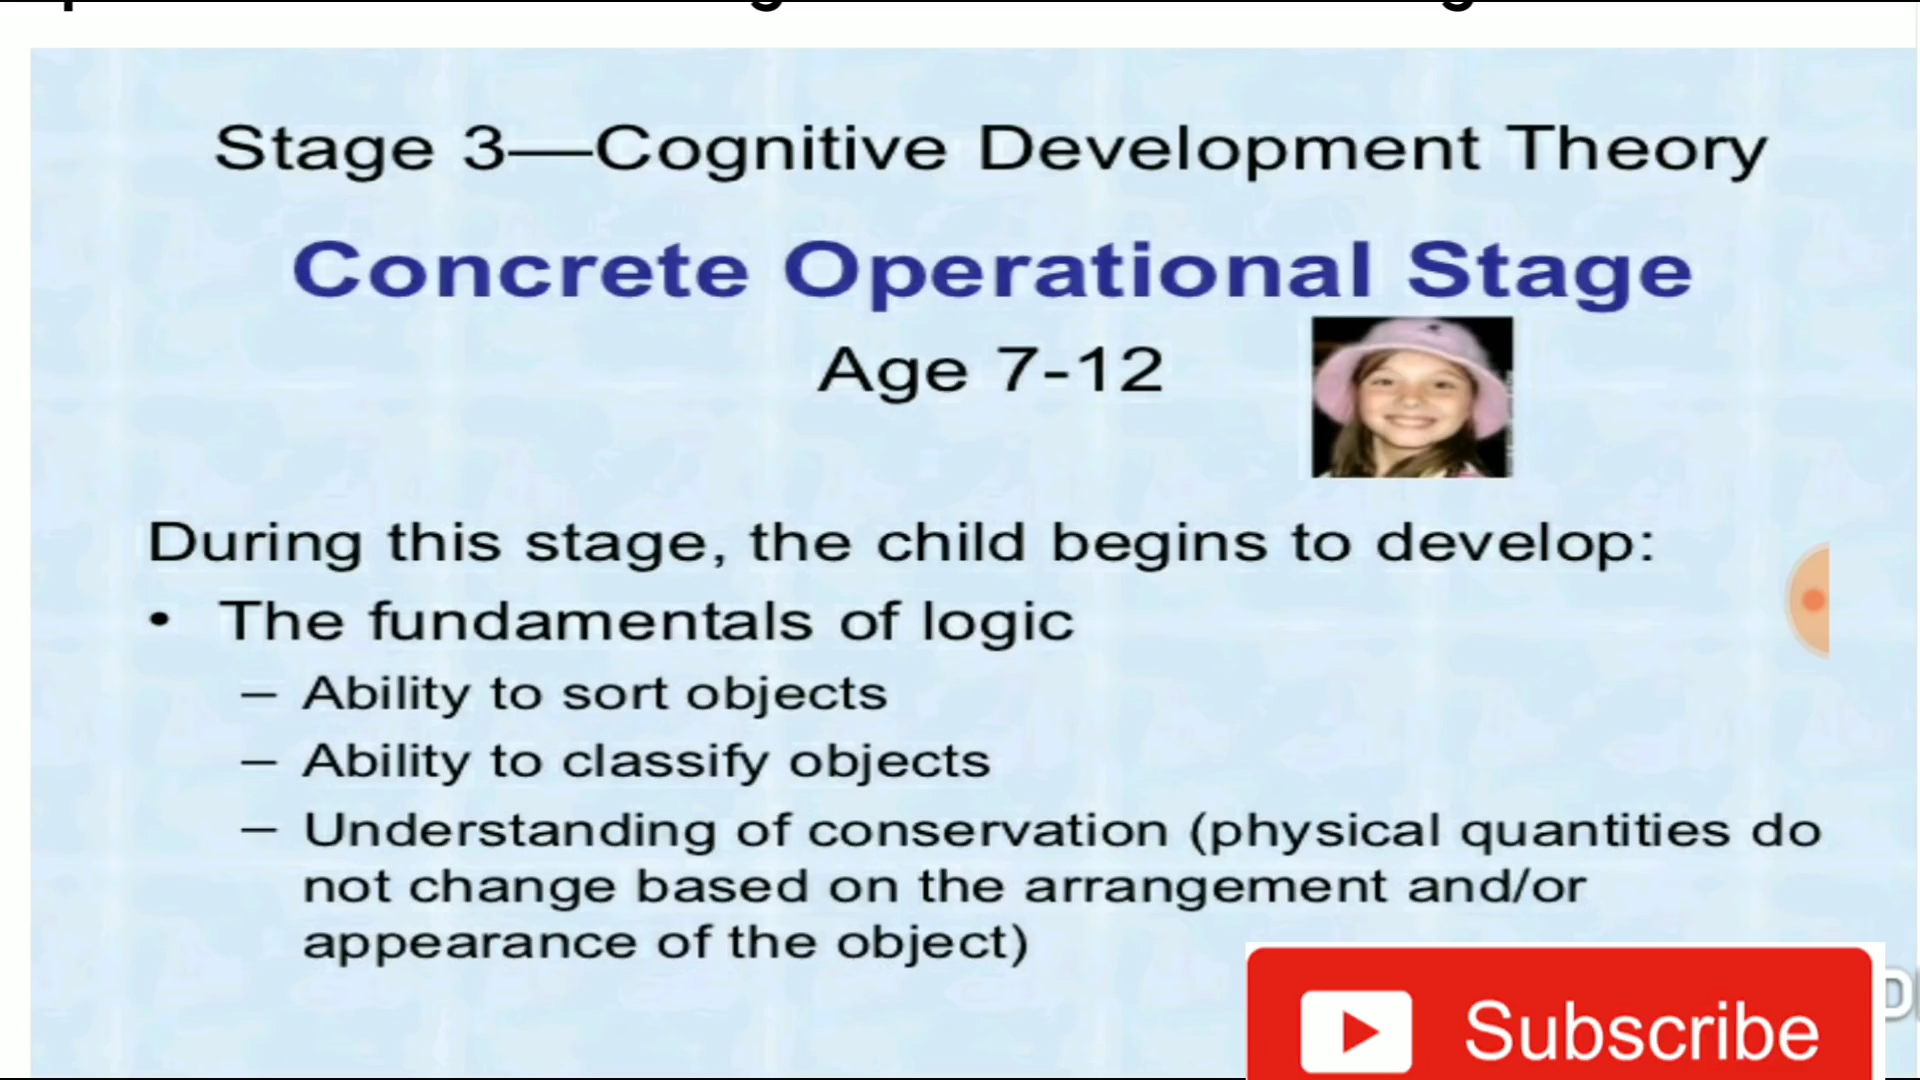 Stage 3—Cognitive Development Theory
Concrete Operational Stage
Age 7-12
During this stage, the child begins to develop:
• The fundamentals of logic
– Ability to sort objects
– Ability to classify objects
– Understanding of conservation (physical quantities do
not change based on the arrangement and/or
appearance of the object)
Subscribe